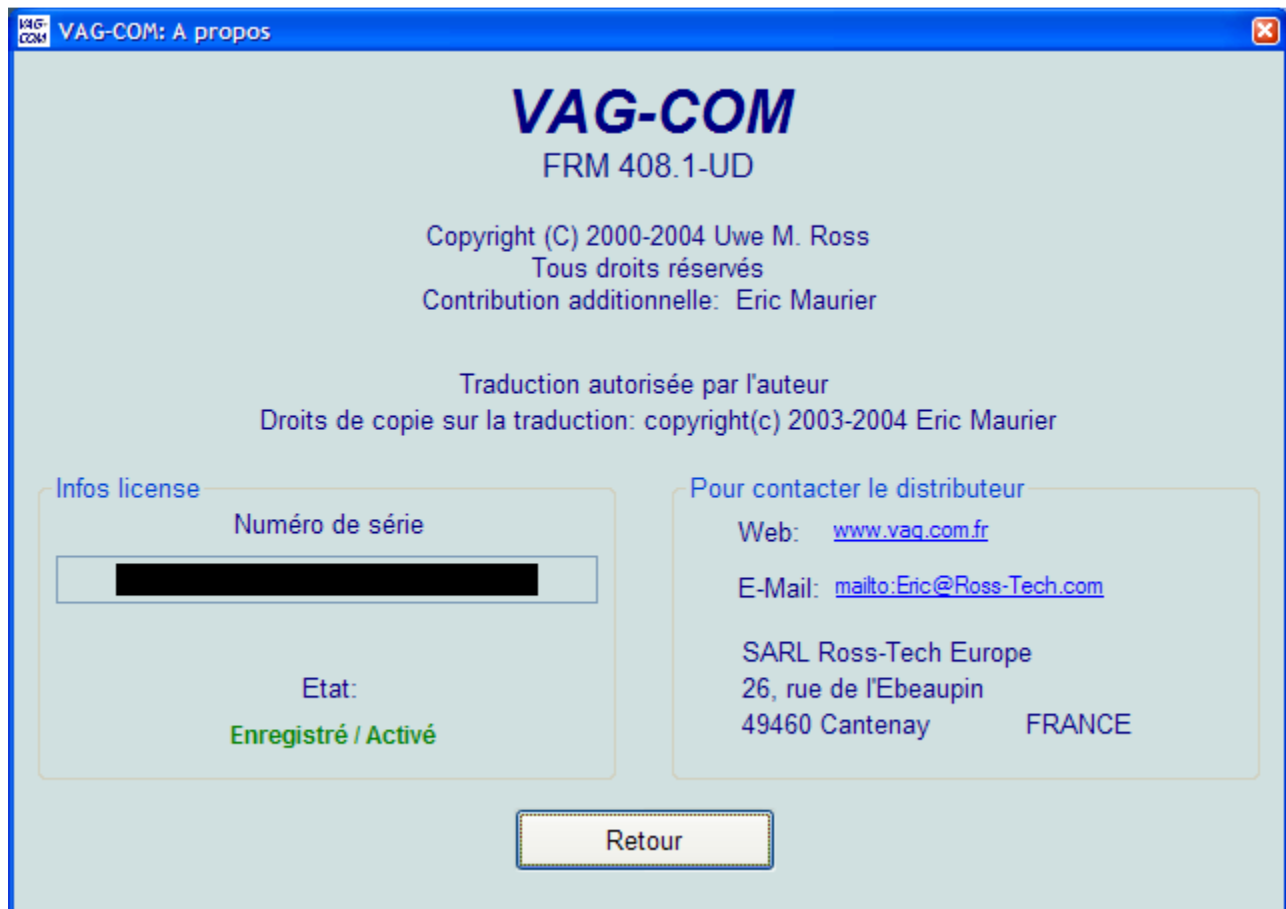 VAG-COM
VAG-COM: A propos
VAG-COM
FRM 408.1-UD
Copyright (C) 2000-2004 Uwe M. Ross
Tous droits réservés
Contribution additionnelle: Eric Maurier
Traduction autorisée par l'auteur
Droits de copie sur la traduction: copyright(c) 2003-2004 Eric Maurier
Infos license
Numéro de série
Etat:
Enregistré / Activé
Pour contacter le distributeur
Web: www.vag.com.fr
E-Mail: mailto:Eric@Ross-Tech.com
SARL Ross-Tech Europe
26, rue de l'Ebeaupin
49460 Cantenay FRANCE
Retour